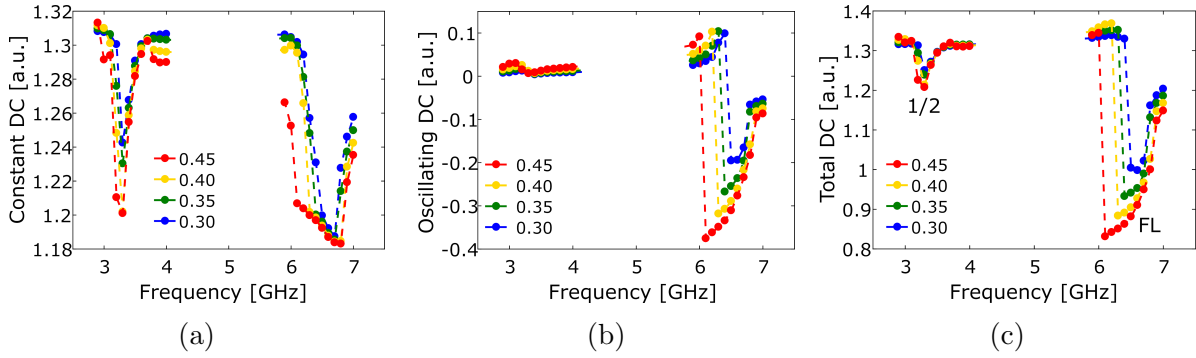 Constant DC [a.u.]
1.32
1.30
1.28
1.26
1.24
1.22
1.20
1.18
3 4 5 6 7
Frequency [GHz]
0.45
0.40
0.35
0.30
(a)
Oscillating DC [a.u.]
0.1
0
-0.1
-0.2
-0.3
-0.4
3 4 5 6 7
Frequency [GHz]
0.45
0.40
0.35
0.30
(b)
Total DC [a.u.]
1.4
1.3
1.2
1.1
1
0.9
0.8
3 4 5 6 7
Frequency [GHz]
1/2
0.45
0.40
0.35
0.30
FL
(c)